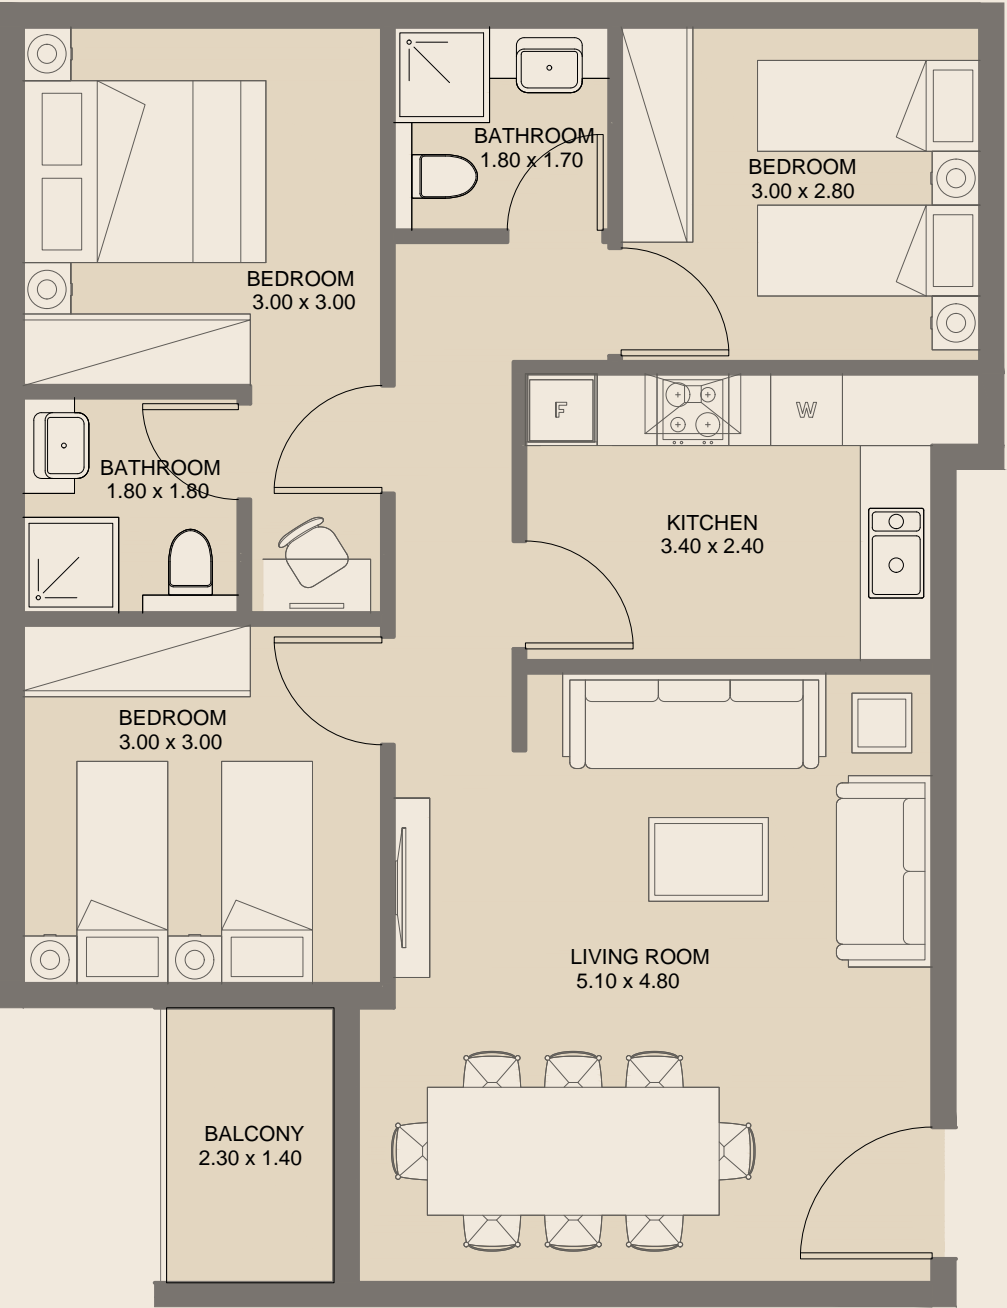 BATHROOM
1.80 x 1.70
BEDROOM
3.00 x 2.80
BEDROOM
3.00 x 3.00
F
W
BATHROOM
1.80 x 1.80
KITCHEN
3.40 x 2.40
BEDROOM
3.00 x 3.00
LIVING ROOM
5.10 x 4.80
BALCONY
2.30 x 1.40